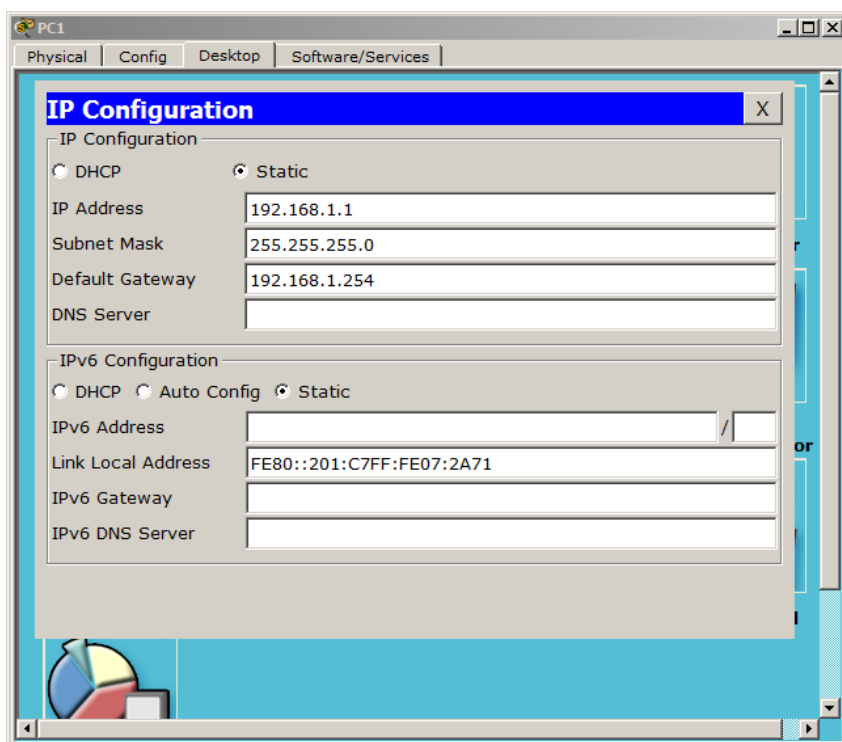 PC1
Physical Config Desktop Software/Services
IP Configuration X
IP Configuration
DHCP Static
IP Address 192.168.1.1
Subnet Mask 255.255.255.0
r
Default Gateway 192.168.1.254
DNS Server
IPv6 Configuration
DHCP Auto Config Static
IPv6 Address /
or
Link Local Address FE80::201:C7FF:FE07:2A71
IPv6 Gateway
IPv6 DNS Server